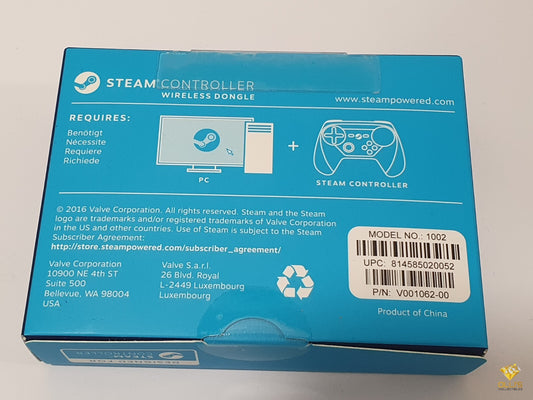 STEAM CONTROLLER
WIRELESS DONGLE
www.steampowered.com
REQUIRES:
Benötigt
Nécessite
Requiere
Richiede
PC
+
STEAM CONTROLLER
© 2016 Valve Corporation. All rights reserved. Steam and the Steam
logo are trademarks and/or registered trademarks of Valve Corporation
in the US and other countries. Use of Steam is subject to the Steam
Subscriber Agreement:
http://store.steampowered.com/subscriber_agreement/
Valve Corporation
10900 NE 4th ST
Suite 500
Bellevue, WA 98004
USA
Valve S.a.r.l.
26 Blvd. Royal
L-2449 Luxembourg
Luxembourg
MODEL NO.: 1002
UPC: 814585020052
P/N: V001062-00
Product of China
DESIGNED FOR
STEAM